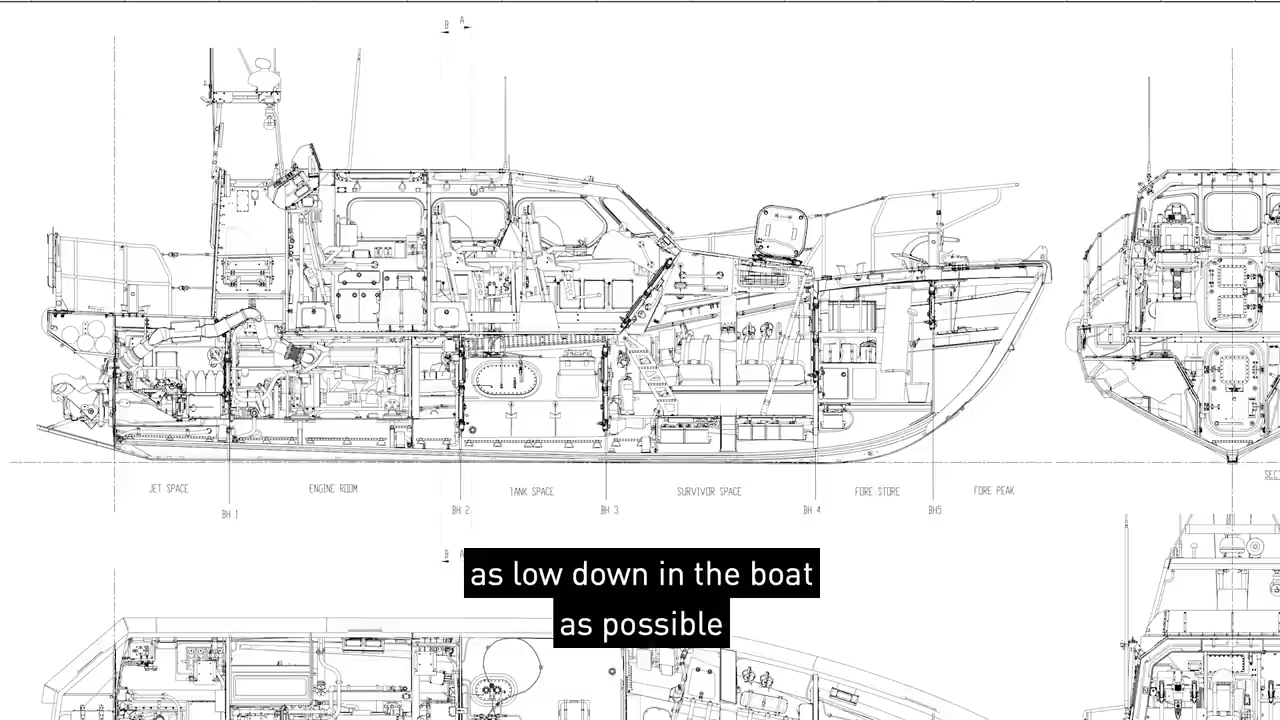 B A
JET SPACE ENGINE ROOM TANK SPACE SURVIVOR SPACE FORE STORE FORE PEAK
BH 1 BH 2 BH 3 BH 4 BH5
B A
as low down in the boat
as possible